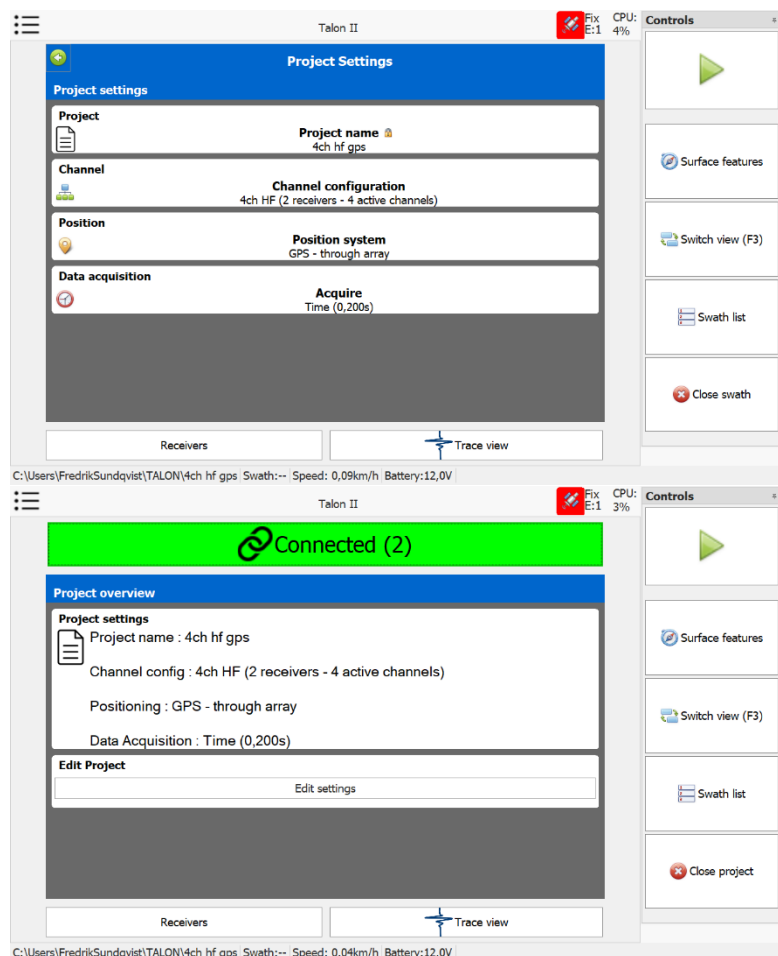 Talon II
Fix
E:1
CPU:
4%
Controls
Project Settings
Project settings
Project
Project name
4ch hf gps
Channel
Channel configuration
4ch HF (2 receivers - 4 active channels)
Position
Position system
GPS - through array
Data acquisition
Acquire
Time (0,200s)
Surface features
Switch view (F3)
Swath list
Close swath
Receivers
Trace view
C:\Users\FredrikSundqvist\TALON\4ch hf gps Swath:-- Speed: 0,09km/h Battery:12,0V
Talon II
Fix
E:1
CPU:
3%
Controls
Connected (2)
Project overview
Project settings
Project name : 4ch hf gps
Channel config : 4ch HF (2 receivers - 4 active channels)
Positioning : GPS - through array
Data Acquisition : Time (0,200s)
Edit Project
Edit settings
Surface features
Switch view (F3)
Swath list
Close project
Receivers
Trace view
C:\Users\FredrikSundqvist\TALON\4ch hf gps Swath:-- Speed: 0,04km/h Battery:12,0V